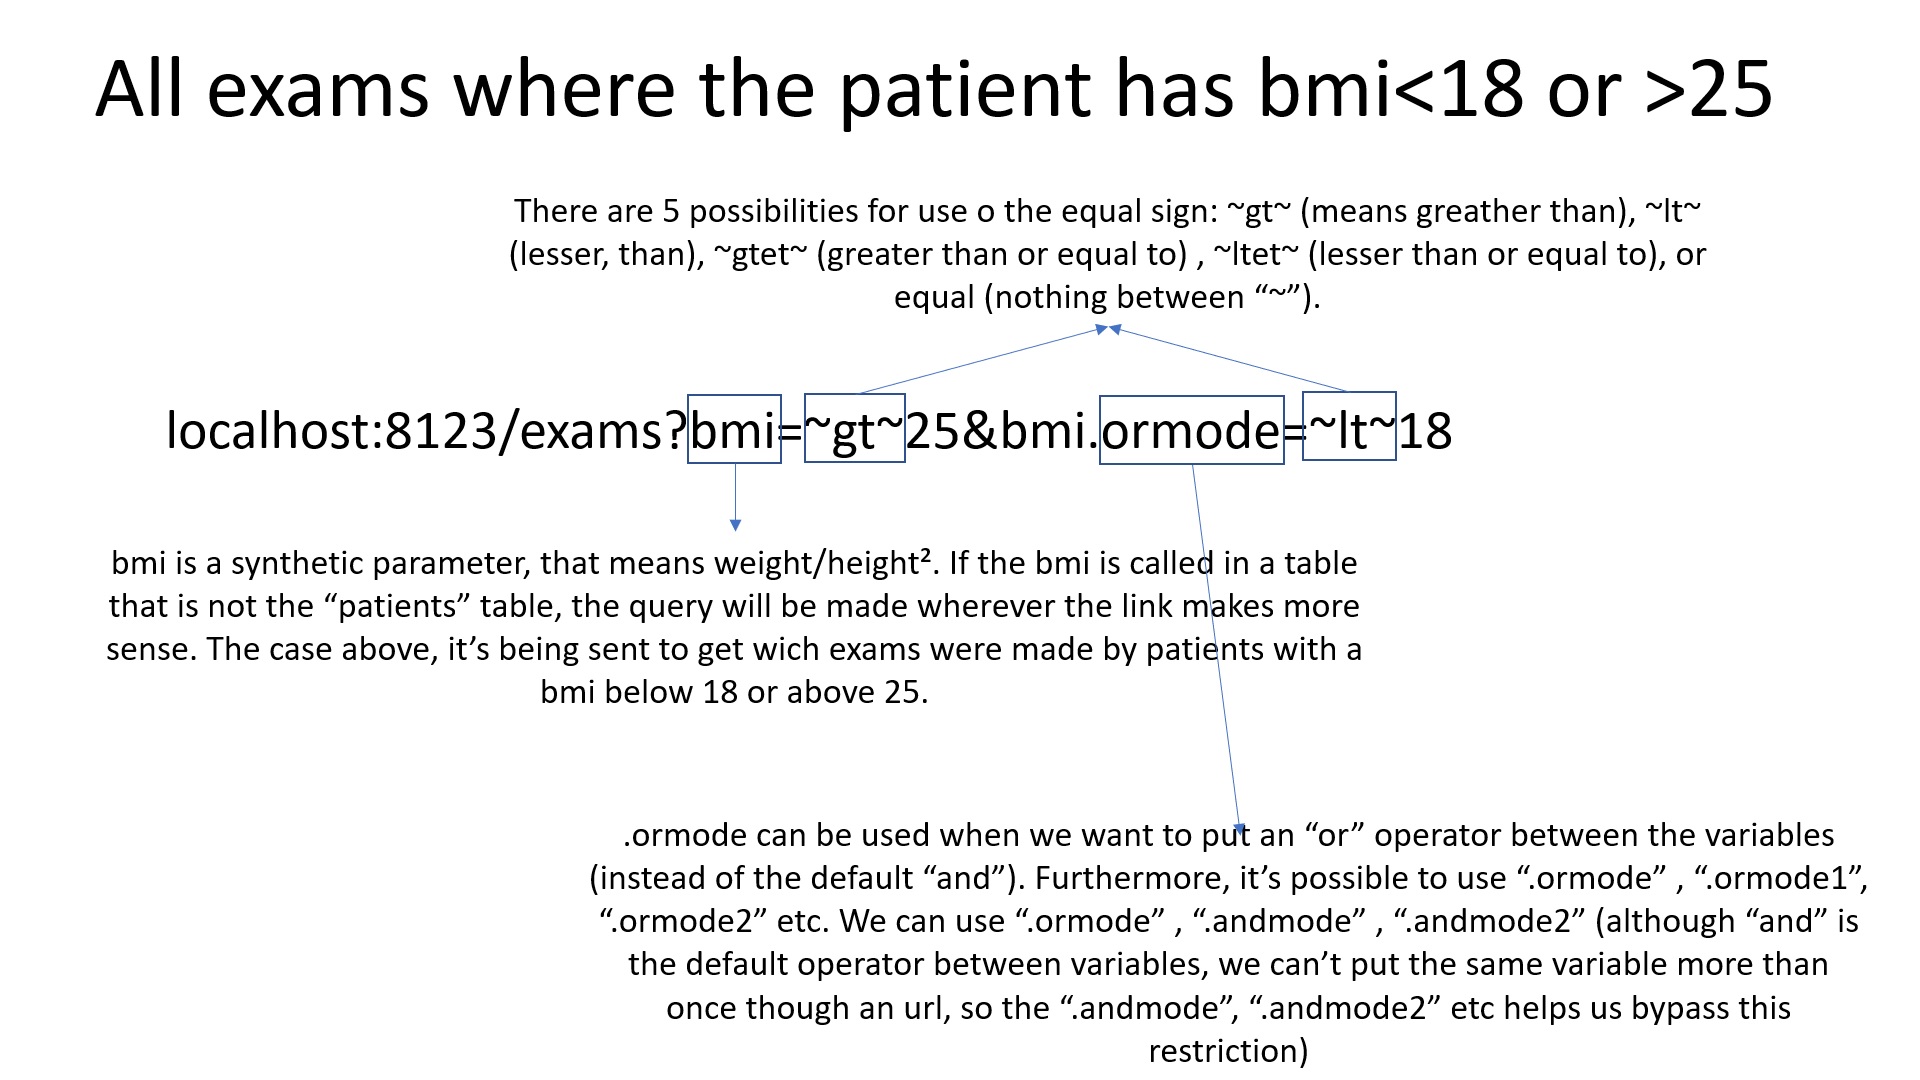 All exams where the patient has bmi<18 or >25
There are 5 possibilities for use o the equal sign: ~gt~ (means greather than), ~lt~
(lesser, than), ~gtet~ (greater than or equal to) , ~ltet~ (lesser than or equal to), or
equal (nothing between “~”).
localhost:8123/exams?bmi=~gt~25&bmi.ormode=~lt~18
bmi is a synthetic parameter, that means weight/height². If the bmi is called in a table
that is not the “patients” table, the query will be made wherever the link makes more
sense. The case above, it’s being sent to get wich exams were made by patients with a
bmi below 18 or above 25.
.ormode can be used when we want to put an “or” operator between the variables
(instead of the default “and”). Furthermore, it’s possible to use “.ormode” , “.ormode1”,
“.ormode2” etc. We can use “.ormode” , “.andmode” , “.andmode2” (although “and” is
the default operator between variables, we can’t put the same variable more than
once though an url, so the “.andmode”, “.andmode2” etc helps us bypass this
restriction)